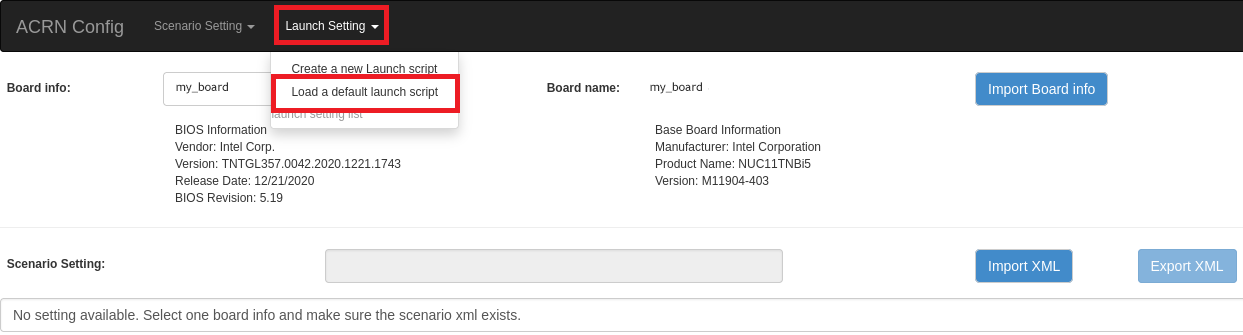 ACRN Config Scenario Setting Launch Setting
Create a new Launch script
Load a default launch script
launch setting list
Board info: my_board Board name: my_board Import Board info
BIOS Information
Vendor: Intel Corp.
Version: TNTGL357.0042.2020.1221.1743
Release Date: 12/21/2020
BIOS Revision: 5.19
Base Board Information
Manufacturer: Intel Corporation
Product Name: NUC11TNBi5
Version: M11904-403
Scenario Setting: Import XML Export XML
No setting available. Select one board info and make sure the scenario xml exists.